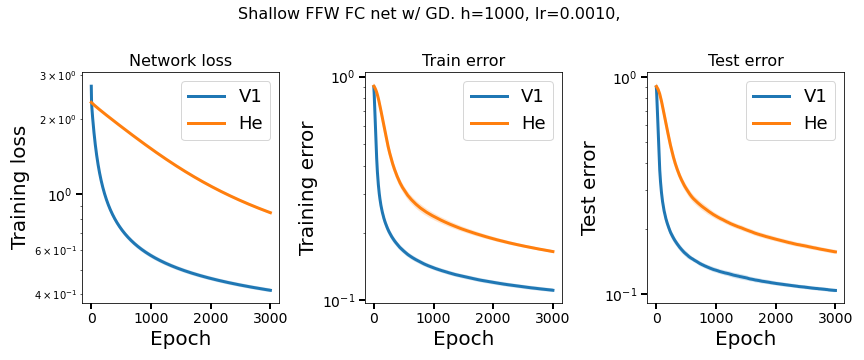 Shallow FFW FC net w/ GD. h=1000, lr=0.0010,
Network loss
Training loss
3 × 10⁰
2 × 10⁰
10⁰
6 × 10⁻¹
4 × 10⁻¹
V1
He
0 1000 2000 3000
Epoch
Train error
Training error
10⁰
10⁻¹
V1
He
0 1000 2000 3000
Epoch
Test error
Test error
10⁰
10⁻¹
V1
He
0 1000 2000 3000
Epoch